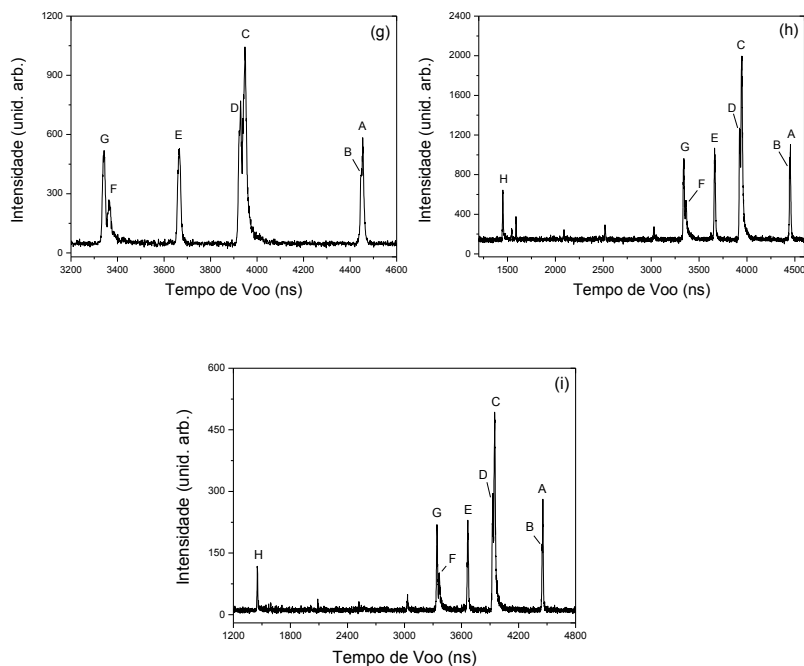 (g)
Intensidade (unid. arb.)
1200
900
600
300
0
G
F
E
D
C
B
A
3200 3400 3600 3800 4000 4200 4400 4600
Tempo de Voo (ns)
(h)
Intensidade (unid. arb.)
2400
2000
1600
1200
800
400
0
H
G
F
E
D
C
B
A
1500 2000 2500 3000 3500 4000 4500
Tempo de Voo (ns)
(i)
Intensidade (unid. arb.)
600
450
300
150
0
H
G
F
E
D
C
B
A
1200 1800 2400 3000 3600 4200 4800
Tempo de Voo (ns)